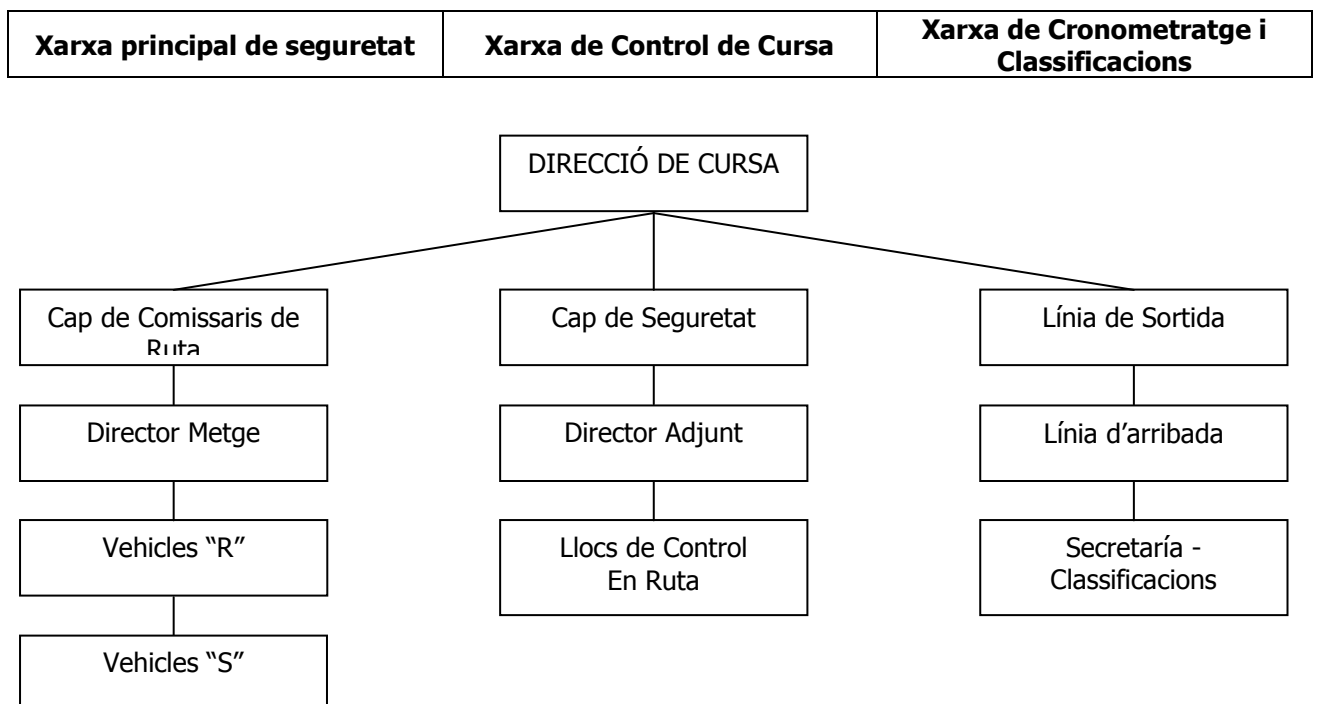 Xarxa principal de seguretat
Xarxa de Control de Cursa
Xarxa de Cronometratge i
Classificacions
DIRECCIÓ DE CURSA
Cap de Comissaris de
Ruta
Director Metge
Vehicles “R”
Vehicles “S”
Cap de Seguretat
Director Adjunt
Llocs de Control
En Ruta
Línia de Sortida
Línia d’arribada
Secretaría -
Classificacions